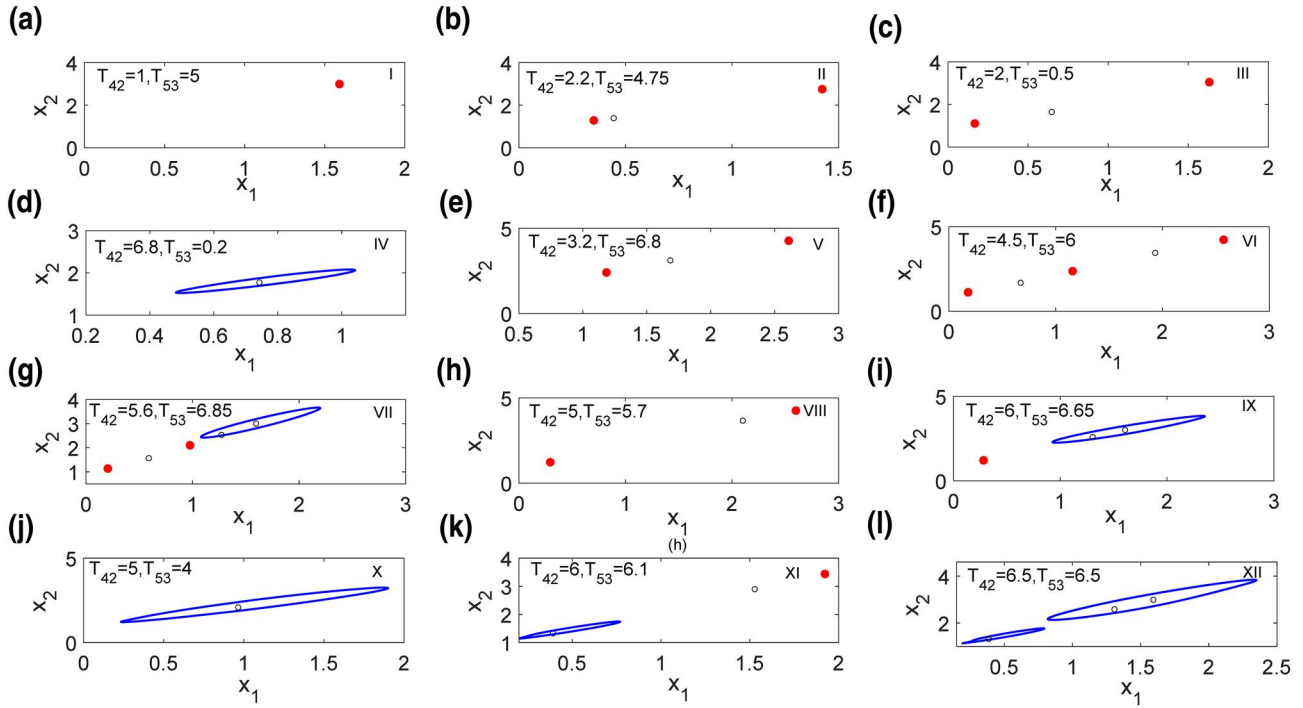 (a)
T42=1,T53=5
I
4
2
0
x2
0 0.5 1 1.5 2
x1
(b)
T42=2.2,T53=4.75
II
4
2
0
x2
0 0.5 1 1.5
x1
(c)
T42=2,T53=0.5
III
4
2
0
x2
0 0.5 1 1.5 2
x1
(d)
T42=6.8,T53=0.2
IV
3
2
1
x2
0.2 0.4 0.6 0.8 1
x1
(e)
T42=3.2,T53=6.8
V
5
0
x2
0.5 1 1.5 2 2.5 3
x1
(f)
T42=4.5,T53=6
VI
5
0
x2
0 1 2 3
x1
(g)
T42=5.6,T53=6.85
VII
4
3
2
1
x2
0 1 2 3
x1
(h)
T42=5,T53=5.7
VIII
5
0
x2
0 1 2
x1
(h)
(i)
T42=6,T53=6.65
IX
5
0
x2
0 1 2 3
x1
(j)
T42=5,T53=4
X
5
0
x2
0 0.5 1 1.5 2
x1
(k)
T42=6,T53=6.1
XI
4
3
2
1
x2
0.5 1 1.5 2
x1
(l)
T42=6.5,T53=6.5
XII
4
2
x2
0.5 1 1.5 2 2.5
x1